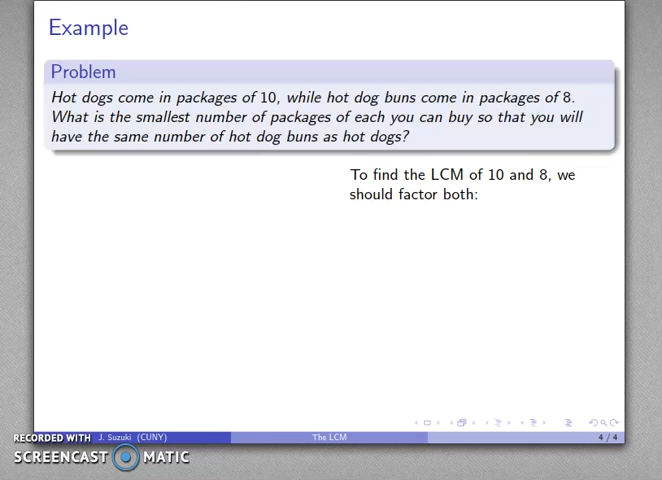 Example
Problem
Hot dogs come in packages of 10, while hot dog buns come in packages of 8.
What is the smallest number of packages of each you can buy so that you will
have the same number of hot dog buns as hot dogs?
To find the LCM of 10 and 8, we
should factor both:
RECORDED WITH J. Suzuki (CUNY) The LCM 4 / 4
SCREENCAST MATIC